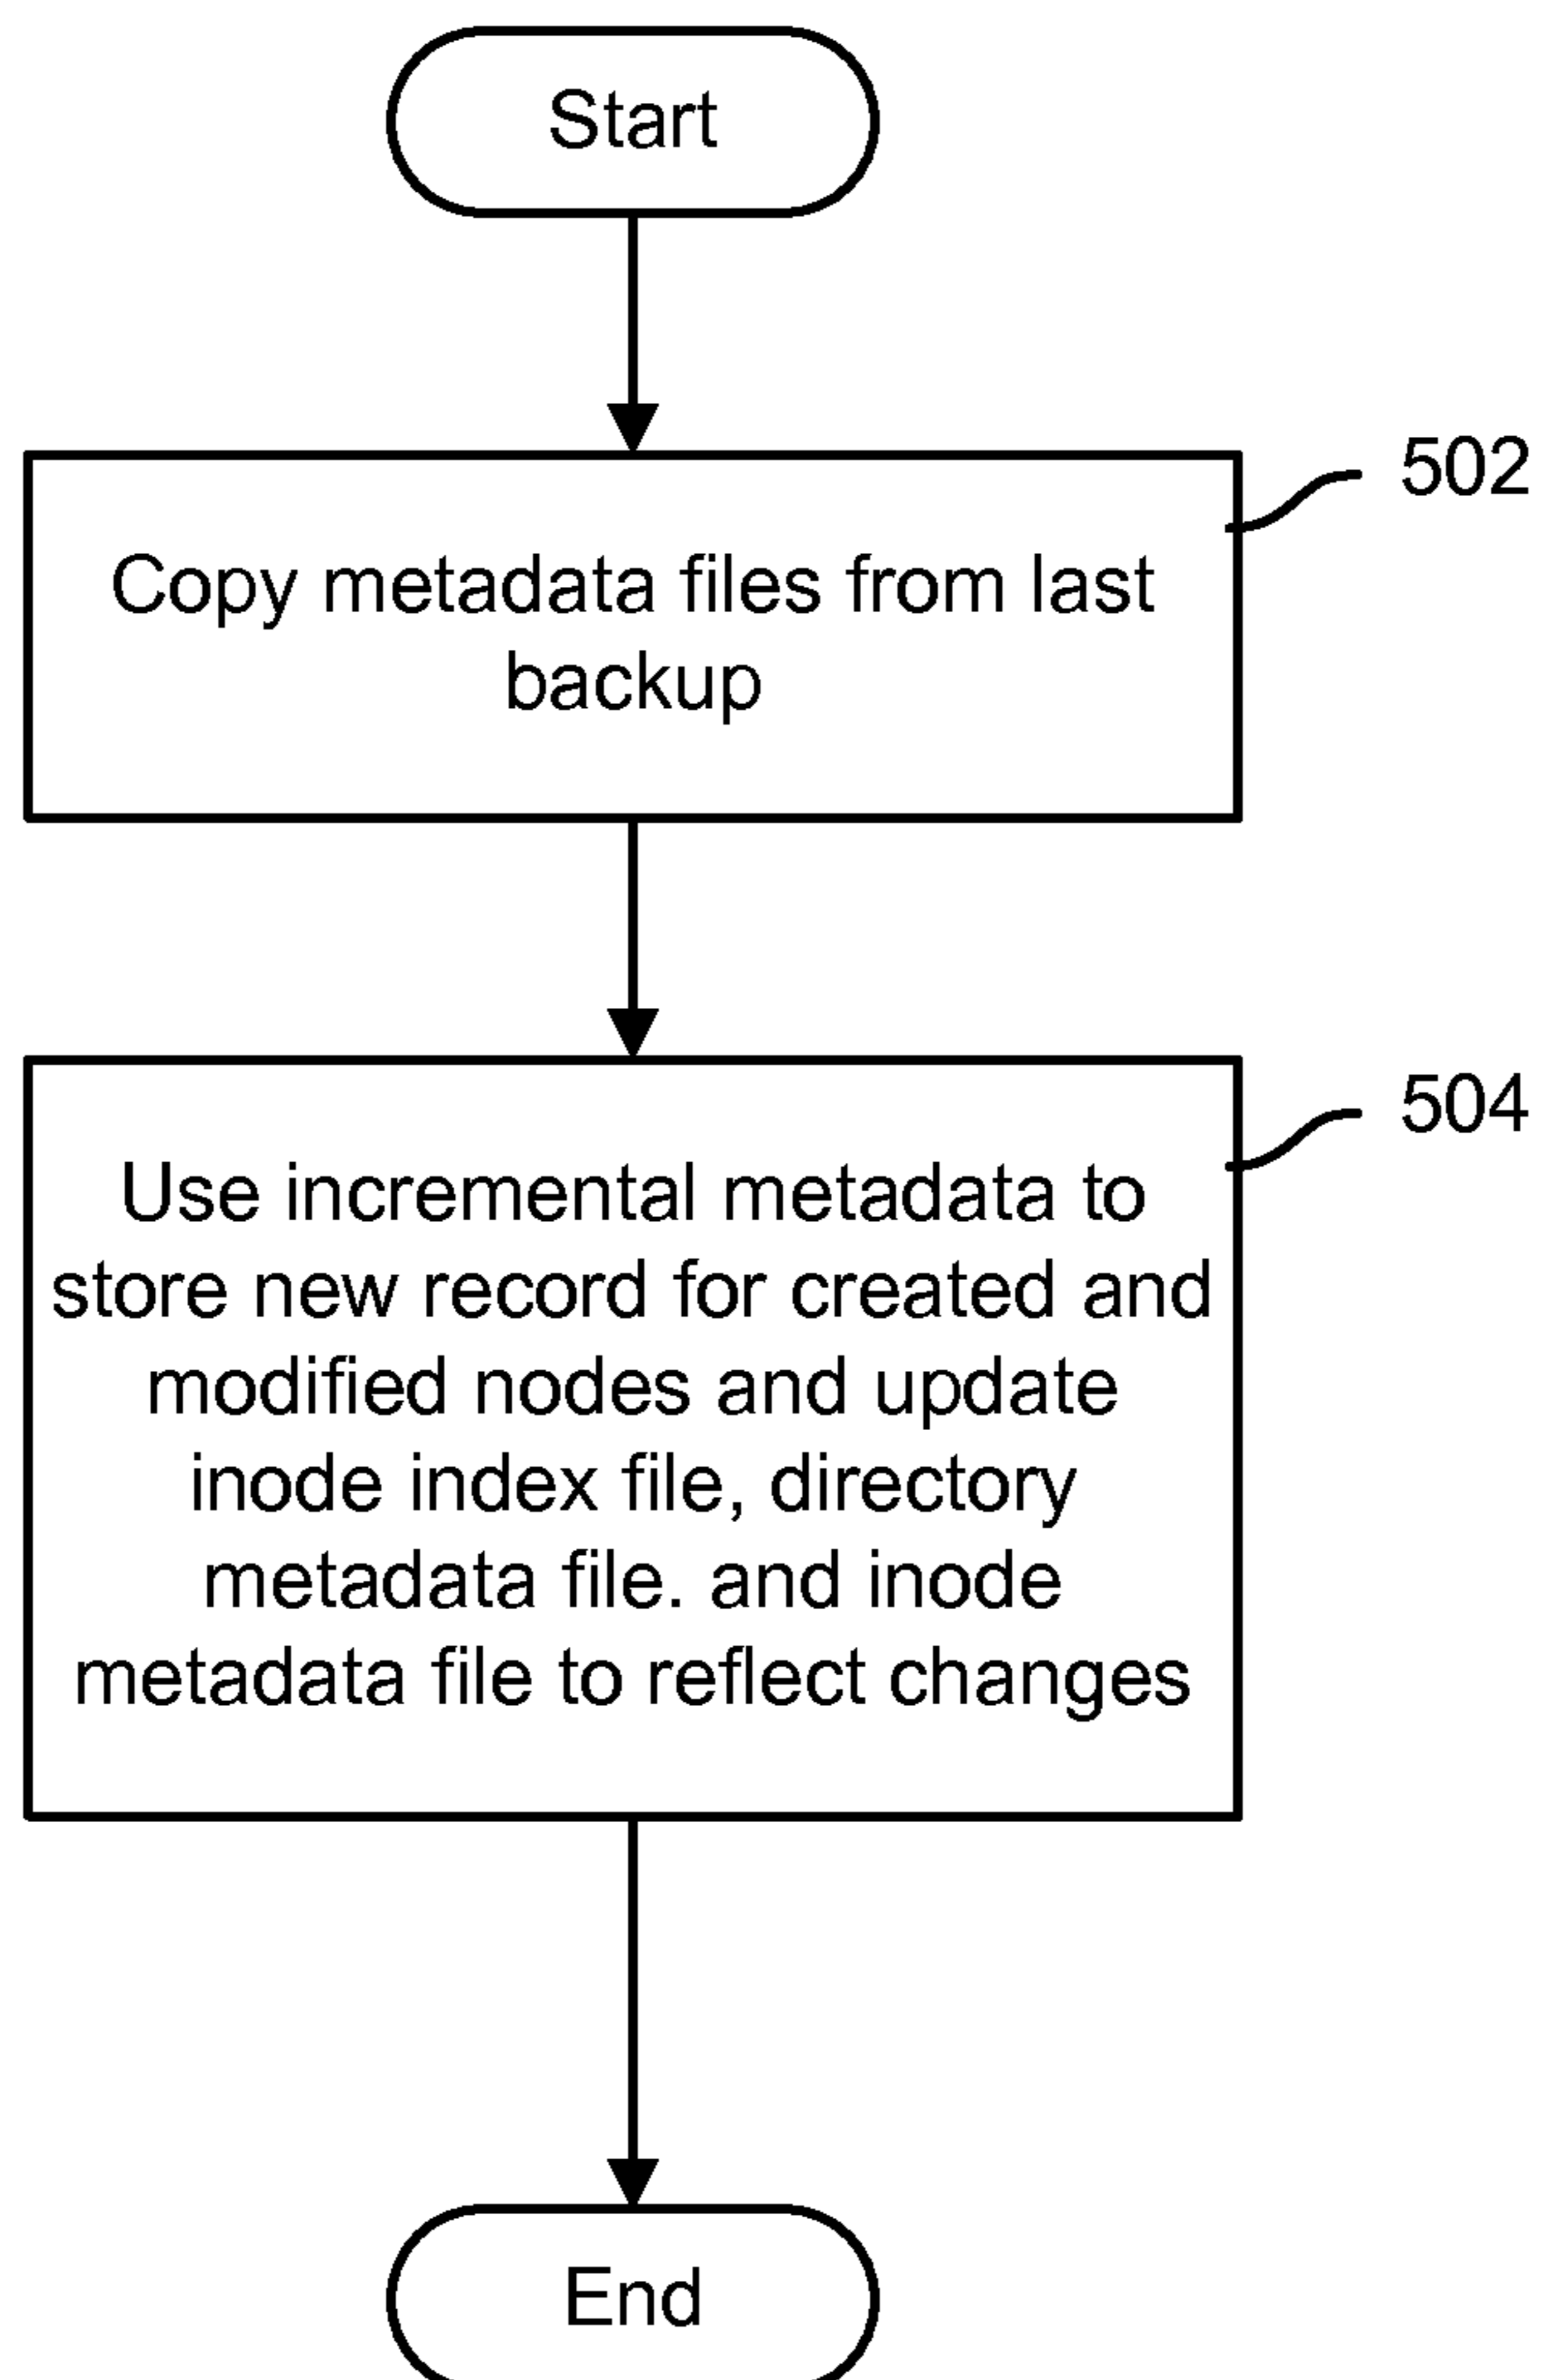 Start
502
Copy metadata files from last
backup
504
Use incremental metadata to
store new record for created and
modified nodes and update
inode index file, directory
metadata file. and inode
metadata file to reflect changes
End